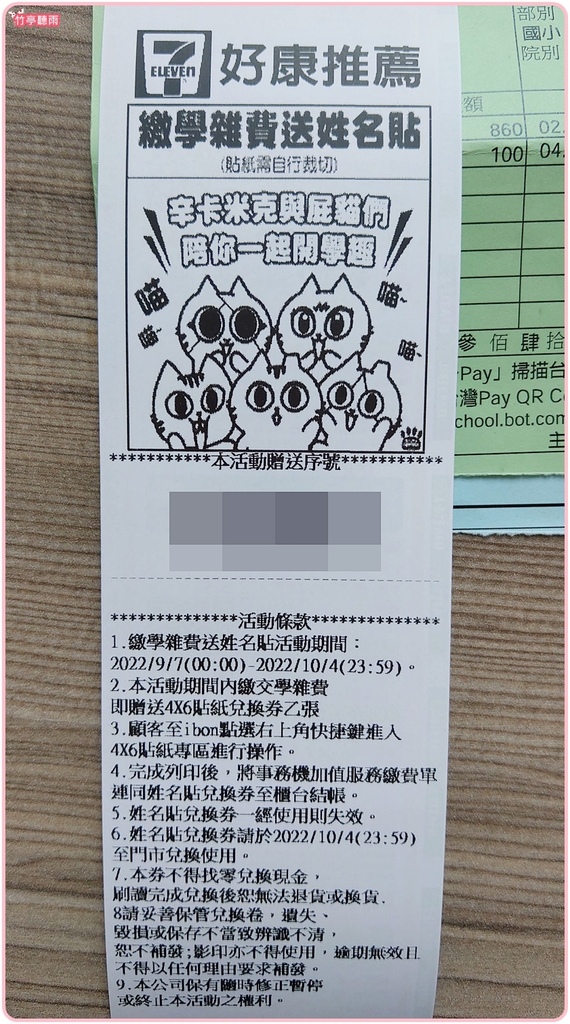 竹亭聽雨
部別
國小
院別
額
860 02.
100 04.
7
ELEVEN
好康推薦
繳學雜費送姓名貼
(貼紙需自行裁切)
辛卡米克與屁貓們
陪你一起開學趣
喵
喵~
喵~
喵~
參 佰 肆 拾
Pay」掃描台
灣Pay QR C
chool.bot.com
主
**********本活動贈送序號**********
*************活動條款*************
1.繳學雜費送姓名貼活動期間：
2022/9/7(00:00)-2022/10/4(23:59)。
2.本活動期間內繳交學雜費
即贈送4X6貼紙兌換券乙張
3.顧客至ibon點選右上角快捷鍵進入
4X6貼紙專區進行操作。
4.完成列印後，將事務機加值服務繳費單
連同姓名貼兌換券至櫃台結帳。
5.姓名貼兌換券一經使用則失效。
6.姓名貼兌換券請於2022/10/4(23:59)
至門市兌換使用。
7.本券不得找零兌換現金，
刷讀完成兌換後恕無法退貨或換貨.
8請妥善保管兌換卷，遺失、
毀損或保存不當致辨識不清，
恕不補發;影印亦不得使用，逾期無效且
不得以任何理由要求補發。
9.本公司保有隨時修正暫停
或終止本活動之權利。